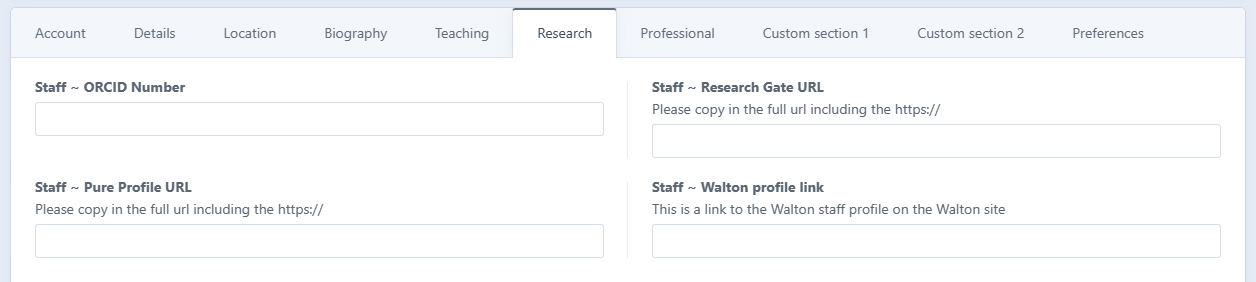 Account Details Location Biography Teaching Research Professional Custom section 1 Custom section 2 Preferences
Staff ~ ORCID Number
Staff ~ Research Gate URL
Please copy in the full url including the https://
Staff ~ Pure Profile URL
Please copy in the full url including the https://
Staff ~ Walton profile link
This is a link to the Walton staff profile on the Walton site